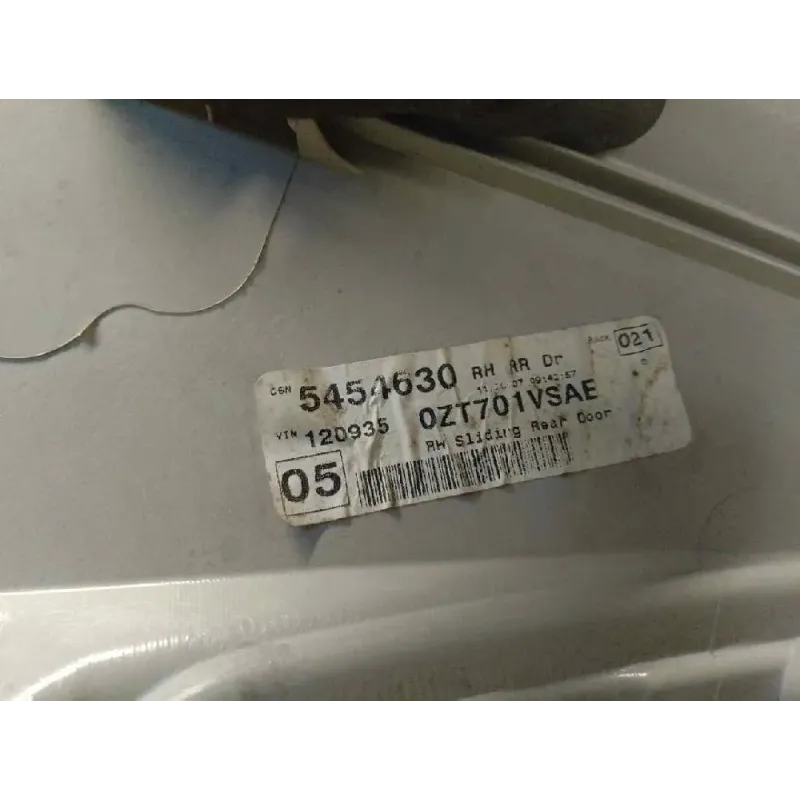 CSN 5454630 RH RR Dr RACK 021
VIN 120935 0ZT701VSAE
05 RH Sliding Rear Door